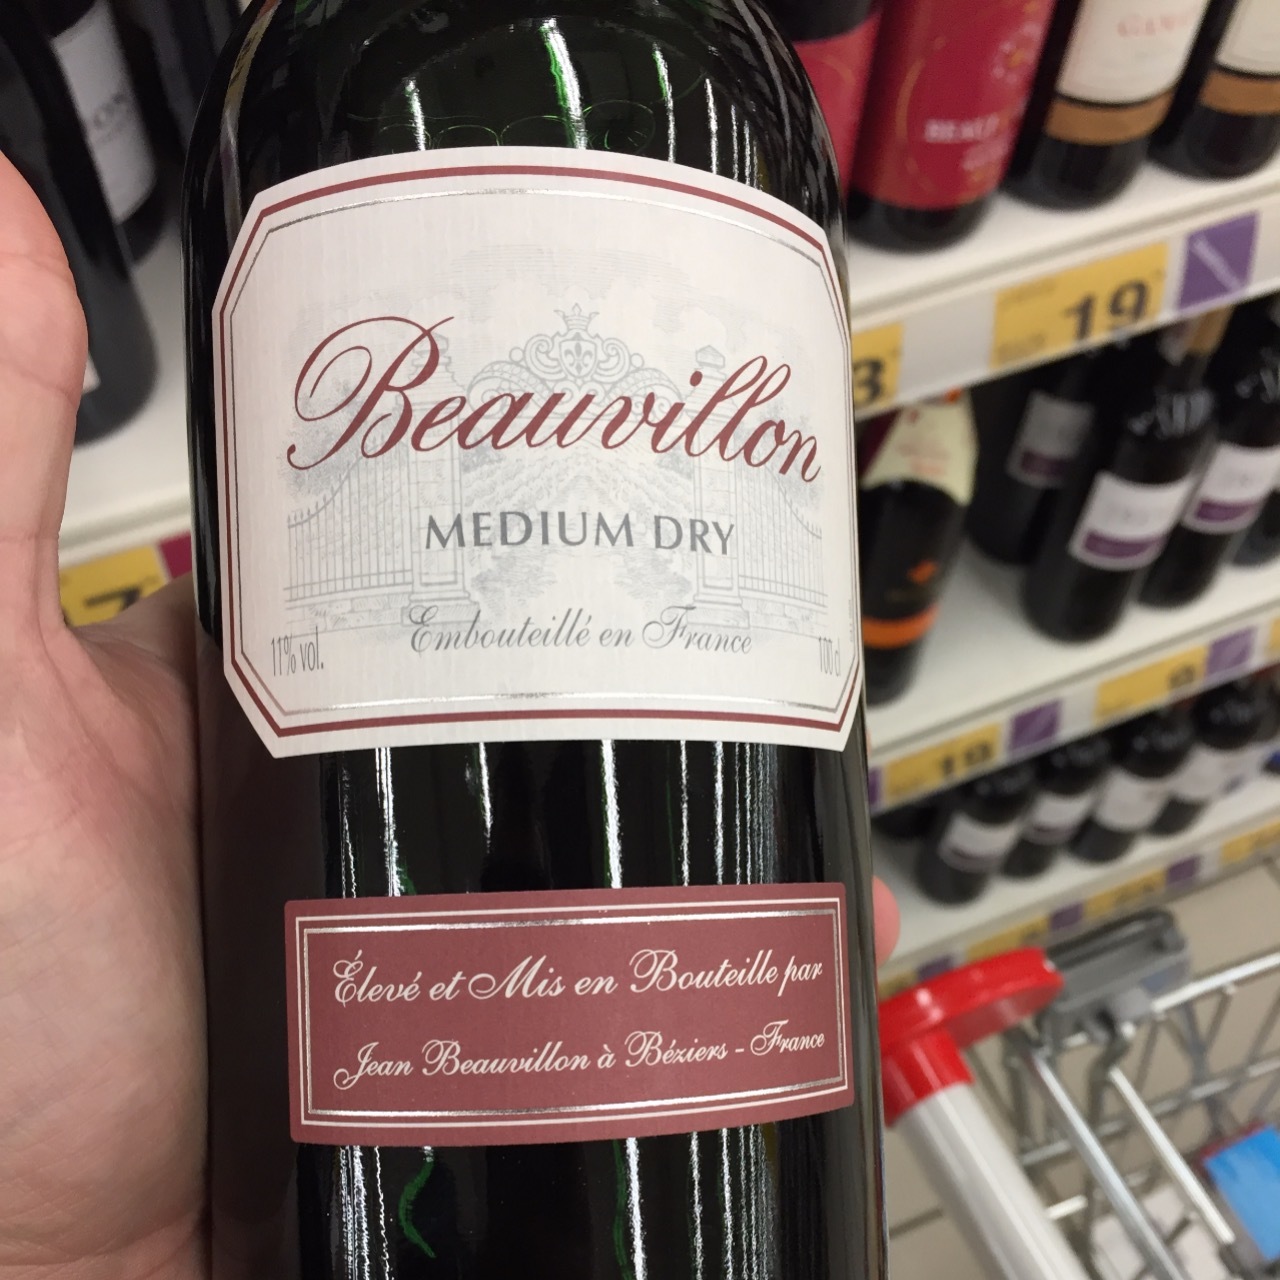 Beauvillon
MEDIUM DRY
Embouteillé en France
11% vol.
100 cl
Élevé et Mis en Bouteille par
Jean Beauvillon à Béziers - France
19
3
19